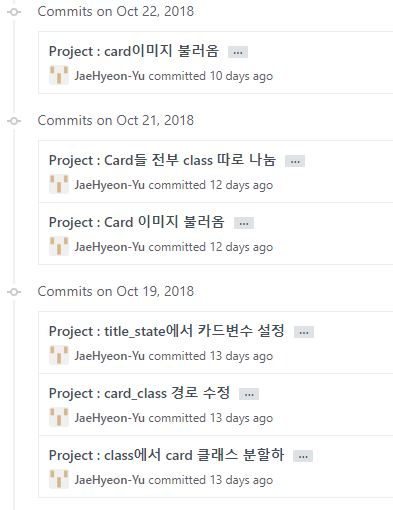 Commits on Oct 22, 2018
Project : card이미지 불러옴 ...
JaeHyeon-Yu committed 10 days ago
Commits on Oct 21, 2018
Project : Card들 전부 class 따로 나눔 ...
JaeHyeon-Yu committed 12 days ago
Project : Card 이미지 불러옴 ...
JaeHyeon-Yu committed 12 days ago
Commits on Oct 19, 2018
Project : title_state에서 카드변수 설정 ...
JaeHyeon-Yu committed 13 days ago
Project : card_class 경로 수정 ...
JaeHyeon-Yu committed 13 days ago
Project : class에서 card 클래스 분할하 ...
JaeHyeon-Yu committed 13 days ago